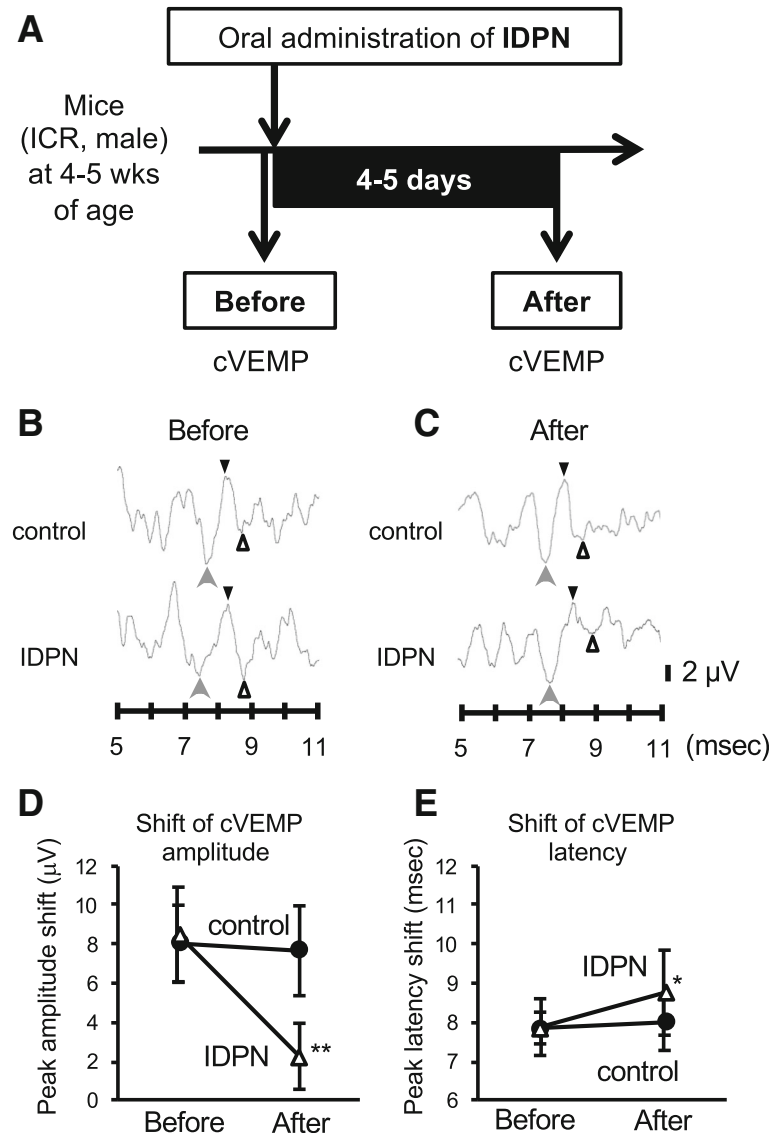 A
Oral administration of IDPN
Mice
(ICR, male)
at 4-5 wks
of age
4-5 days
Before
After
cVEMP
cVEMP
B
Before
control
IDPN
5 7 9 11
C
After
control
IDPN
2 μV
5 7 9 11 (msec)
D
Shift of cVEMP
amplitude
Peak amplitude shift (μV)
12
10
8
6
4
2
0
control
IDPN
**
Before After
E
Shift of cVEMP
latency
Peak latency shift (msec)
12
11
10
9
8
7
6
IDPN
*
control
Before After